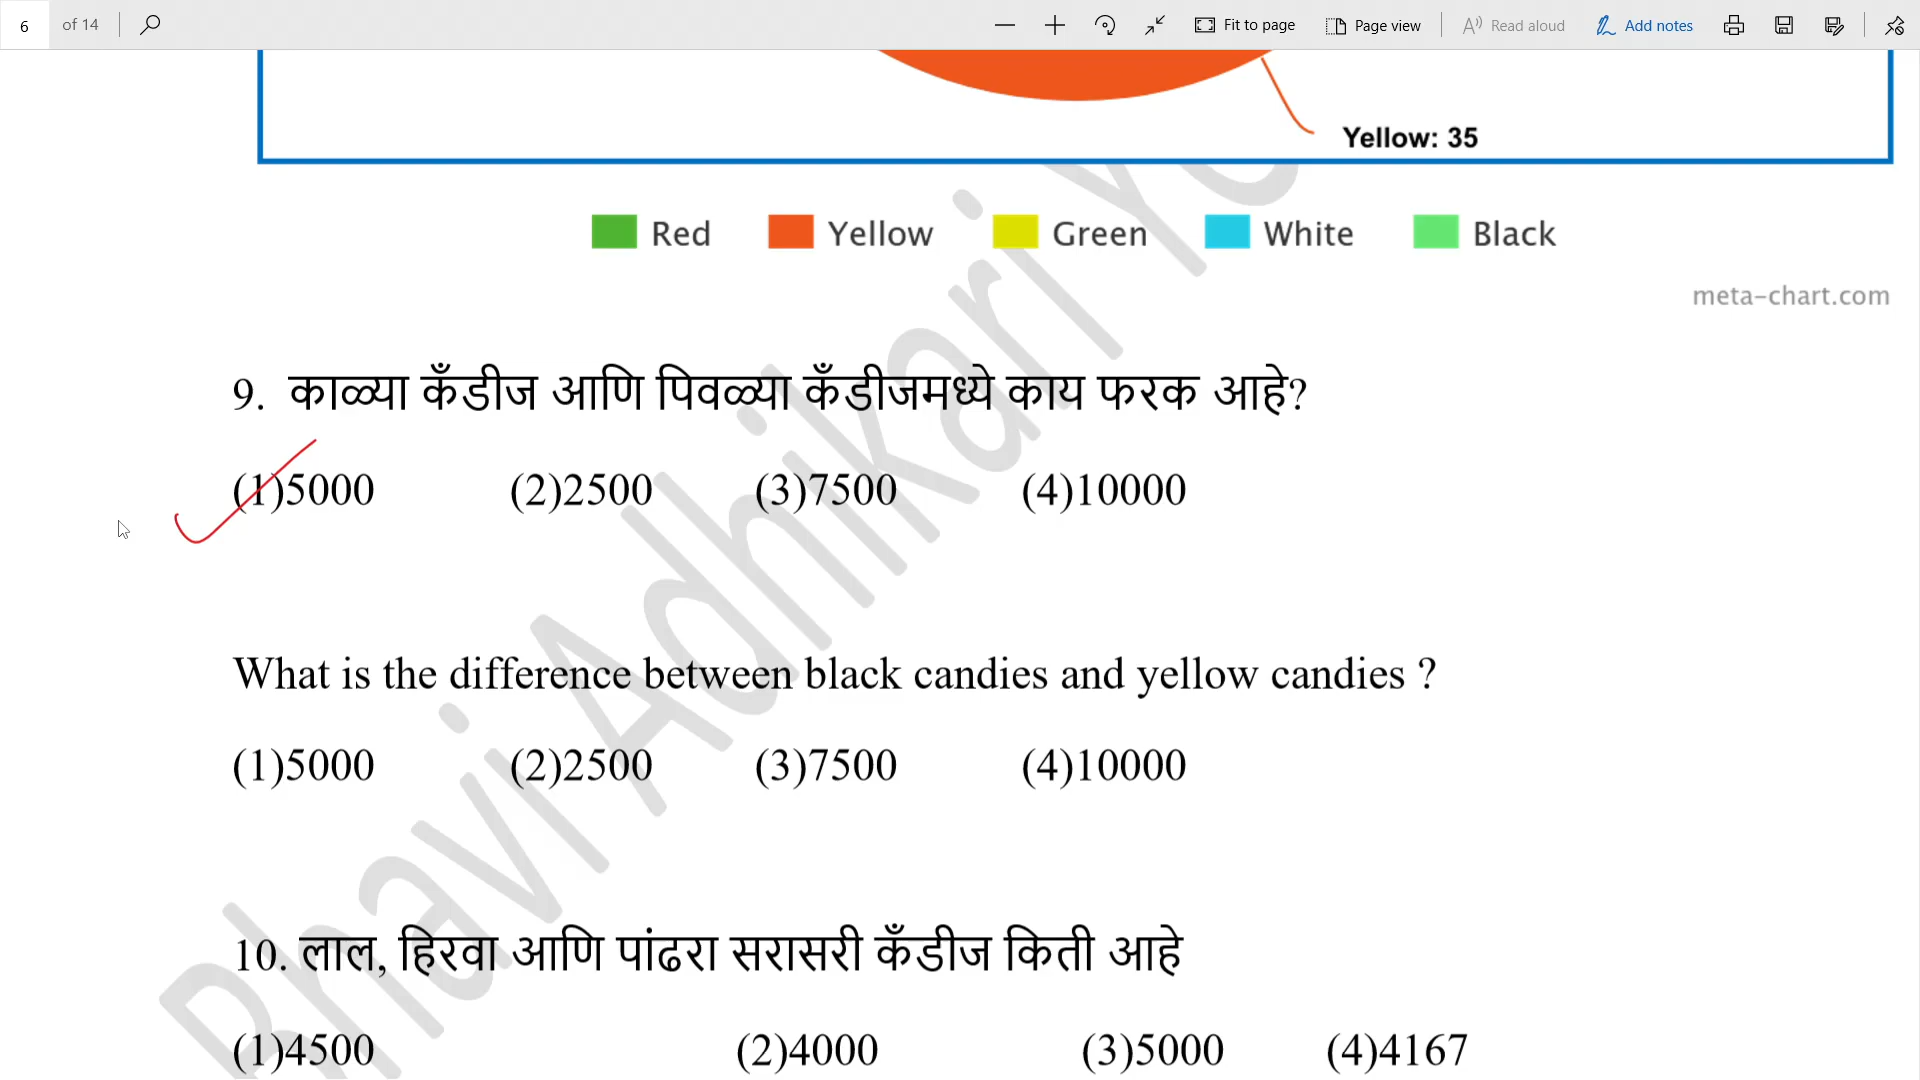 6 of 14 Fit to page Page view Read aloud Add notes
Yellow: 35
Red Yellow Green White Black
meta-chart.com
9. काळ्या कँडीज आणि पिवळ्या कँडीजमध्ये काय फरक आहे?
(1)5000 (2)2500 (3)7500 (4)10000
What is the difference between black candies and yellow candies ?
(1)5000 (2)2500 (3)7500 (4)10000
10. लाल, हिरवा आणि पांढरा सरासरी कँडीज किती आहे
(1)4500 (2)4000 (3)5000 (4)4167
Bhavi Adhikari